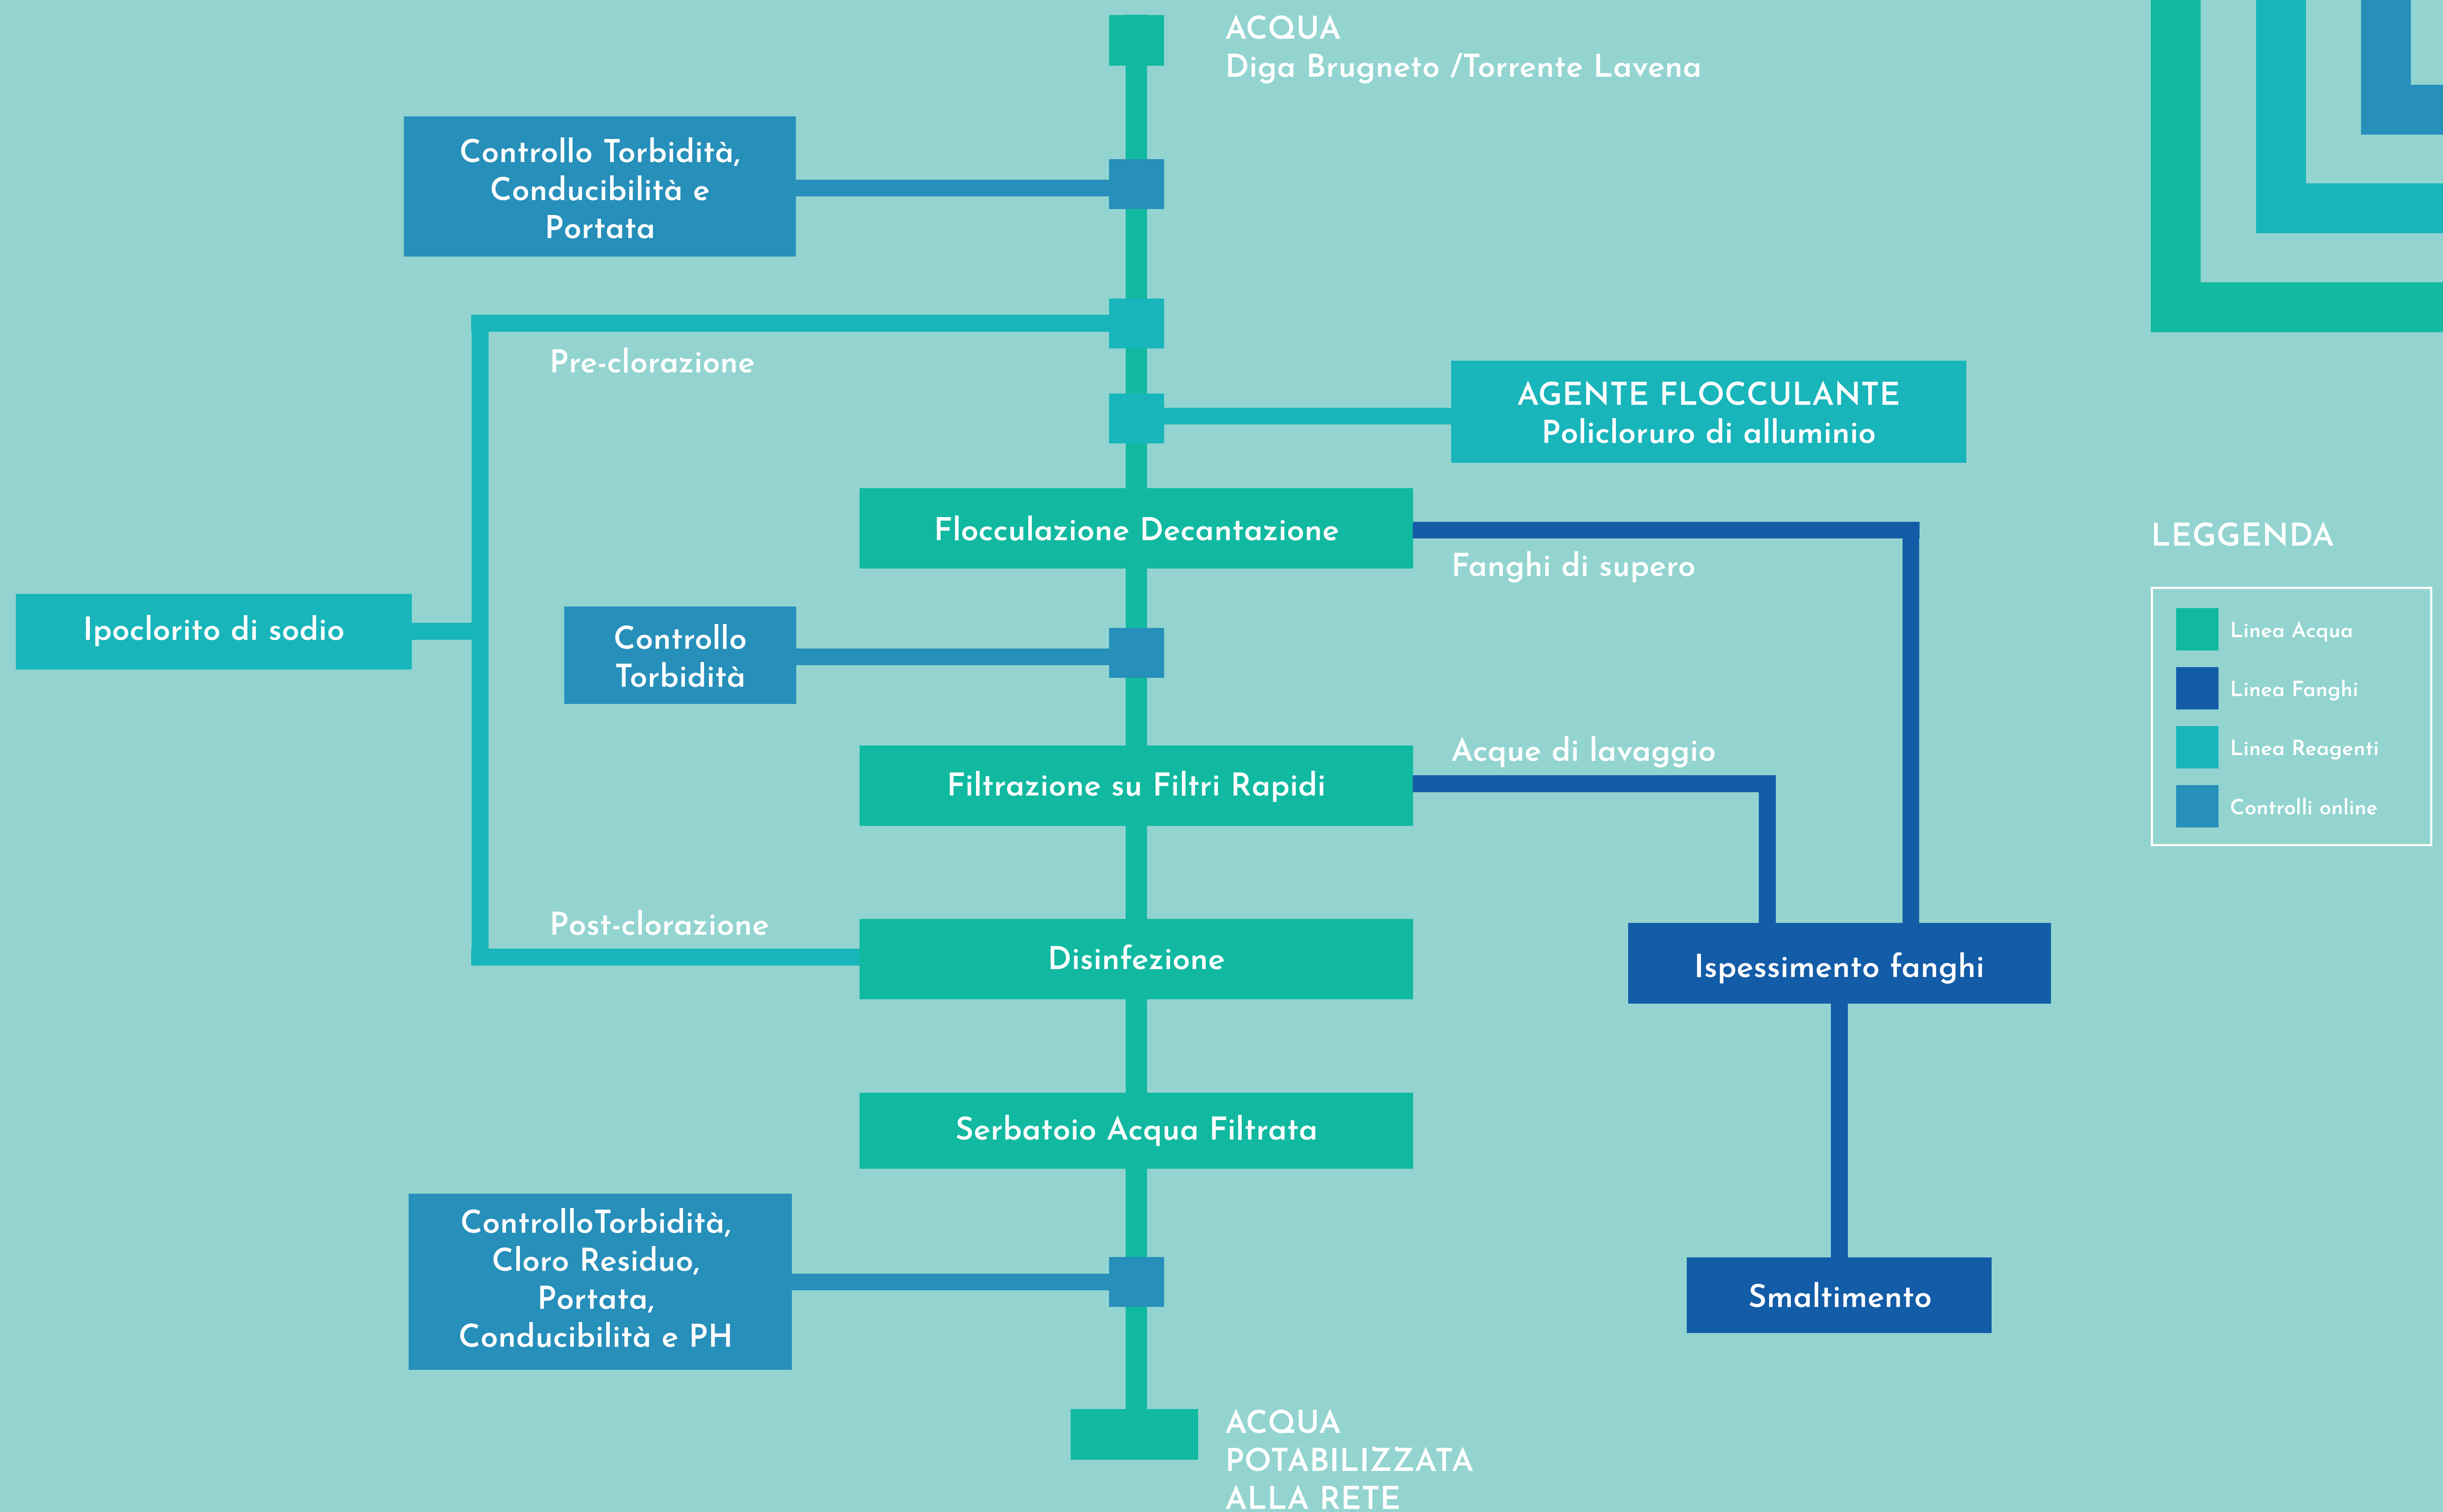 ACQUA
Diga Brugneto /Torrente Lavena
Controllo Torbidità,
Conducibilità e
Portata
Pre-clorazione
AGENTE FLOCCULANTE
Policloruro di alluminio
Flocculazione Decantazione
Fanghi di supero
Ipoclorito di sodio
Controllo
Torbidità
Acque di lavaggio
Filtrazione su Filtri Rapidi
Post-clorazione
Disinfezione
Ispessimento fanghi
Serbatoio Acqua Filtrata
ControlloTorbidità,
Cloro Residuo,
Portata,
Conducibilità e PH
Smaltimento
ACQUA
POTABILIZZATA
ALLA RETE
LEGGENDA
Linea Acqua
Linea Fanghi
Linea Reagenti
Controlli online